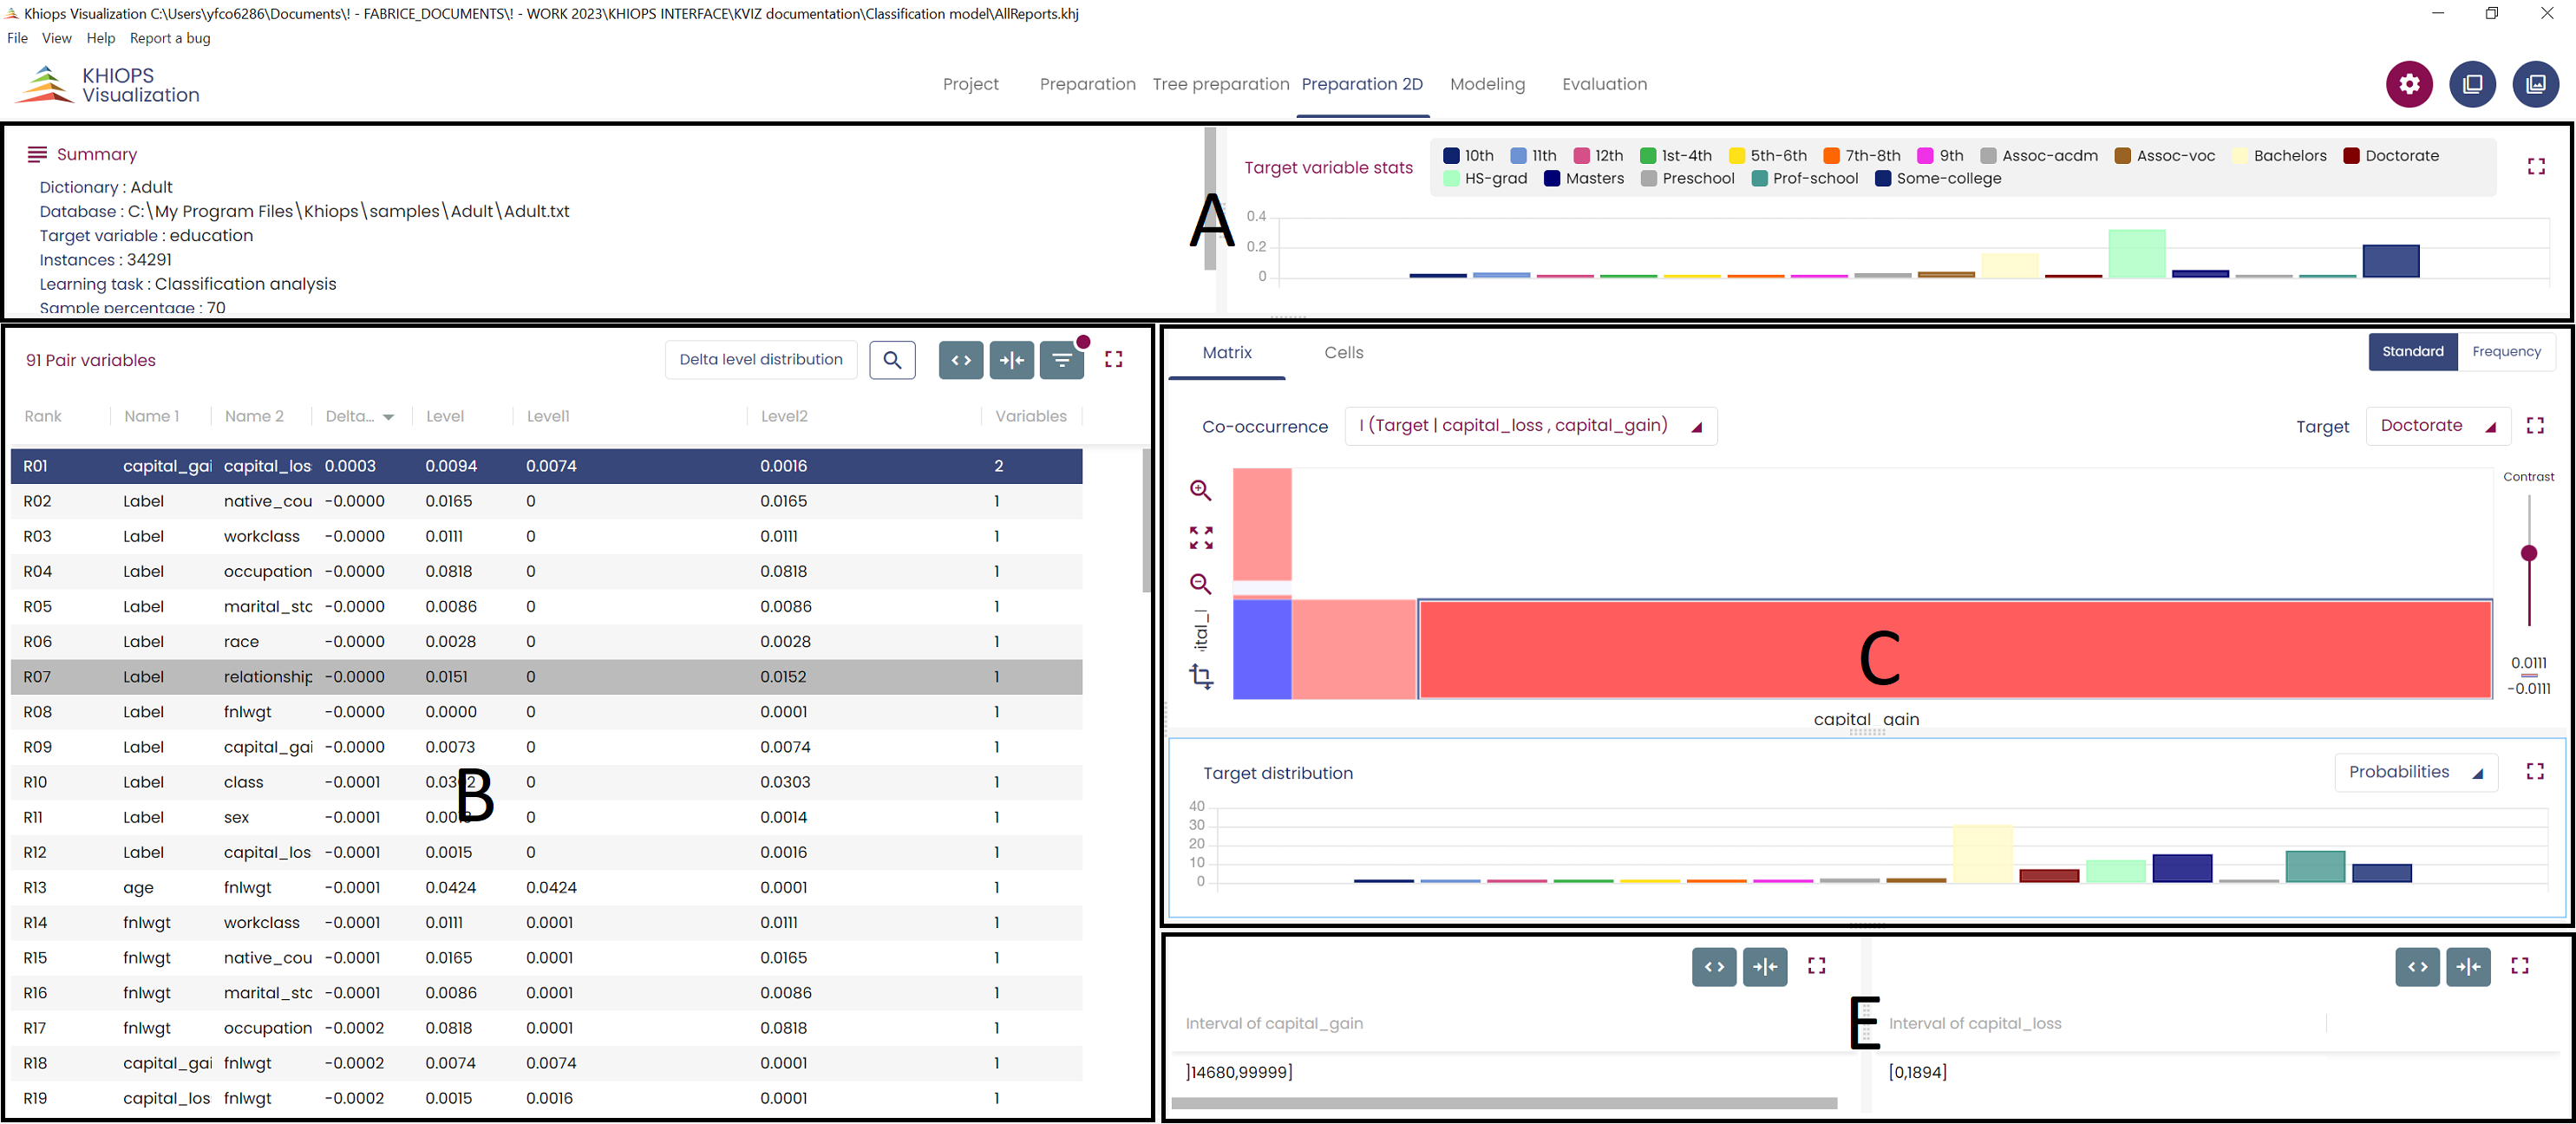 Khiops Visualization C:\Users\yfco6286\Documents\! - FABRICE_DOCUMENTS\! - WORK 2023\KHIOPS INTERFACE\KVIZ documentation\Classification model\AllReports.khj
File View Help Report a bug
KHIOPS
Visualization
Project Preparation Tree preparation Preparation 2D Modeling Evaluation
Summary
Dictionary : Adult
Database : C:\My Program Files\Khiops\samples\Adult\Adult.txt
Target variable : education
Instances : 34291
Learning task : Classification analysis
Sample percentage : 70
A
Target variable stats
10th 11th 12th 1st-4th 5th-6th 7th-8th 9th Assoc-acdm Assoc-voc Bachelors Doctorate
HS-grad Masters Preschool Prof-school Some-college
0.4
0.2
0
91 Pair variables
Delta level distribution
Rank Name 1 Name 2 Delta... Level Level1 Level2 Variables
R01 capital_gai capital_los 0.0003 0.0094 0.0074 0.0016 2
R02 Label native_cou -0.0000 0.0165 0 0.0165 1
R03 Label workclass -0.0000 0.0111 0 0.0111 1
R04 Label occupation -0.0000 0.0818 0 0.0818 1
R05 Label marital_stc -0.0000 0.0086 0 0.0086 1
R06 Label race -0.0000 0.0028 0 0.0028 1
R07 Label relationship -0.0000 0.0151 0 0.0152 1
R08 Label fnlwgt -0.0000 0.0000 0 0.0001 1
R09 Label capital_gai -0.0000 0.0073 0 0.0074 1
R10 Label class -0.0001 0 0.0303 1
R11 Label sex -0.0001 0 0.0014 1
R12 Label capital_los -0.0001 0.0015 0 0.0016 1
R13 age fnlwgt -0.0001 0.0424 0.0424 0.0001 1
R14 fnlwgt workclass -0.0001 0.0111 0.0001 0.0111 1
R15 fnlwgt native_cou -0.0001 0.0165 0.0001 0.0165 1
R16 fnlwgt marital_stc -0.0001 0.0086 0.0001 0.0086 1
R17 fnlwgt occupation -0.0002 0.0818 0.0001 0.0818 1
R18 capital_gai fnlwgt -0.0002 0.0074 0.0074 0.0001 1
R19 capital_los fnlwgt -0.0002 0.0015 0.0016 0.0001 1
B
Matrix Cells
Standard Frequency
Co-occurrence I (Target | capital_loss , capital_gain)
Target Doctorate
Contrast
0.0111
-0.0111
ital_l
C
capital_gain
Target distribution
Probabilities
40
30
20
10
0
E
Interval of capital_gain
]14680,99999]
Interval of capital_loss
[0,1894]